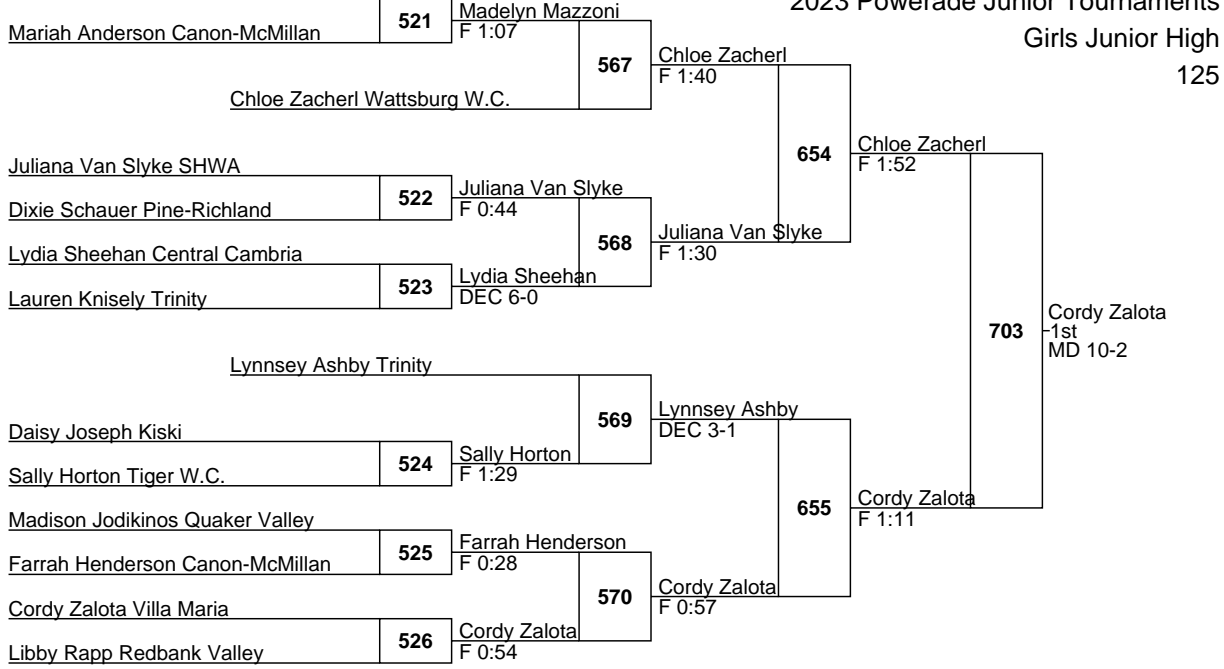 2023 Powerade Junior Tournaments
Girls Junior High
125
Mariah Anderson Canon-McMillan
521
Madelyn Mazzoni
F 1:07
567
Chloe Zacherl
F 1:40
Chloe Zacherl Wattsburg W.C.
654
Chloe Zacherl
F 1:52
Juliana Van Slyke SHWA
522
Juliana Van Slyke
F 0:44
Dixie Schauer Pine-Richland
568
Juliana Van Slyke
F 1:30
Lydia Sheehan Central Cambria
523
Lydia Sheehan
DEC 6-0
Lauren Knisely Trinity
703
Cordy Zalota
1st
MD 10-2
Lynnsey Ashby Trinity
569
Lynnsey Ashby
DEC 3-1
Daisy Joseph Kiski
524
Sally Horton
F 1:29
Sally Horton Tiger W.C.
655
Cordy Zalota
F 1:11
Madison Jodikinos Quaker Valley
525
Farrah Henderson
F 0:28
Farrah Henderson Canon-McMillan
570
Cordy Zalota
F 0:57
Cordy Zalota Villa Maria
526
Cordy Zalota
F 0:54
Libby Rapp Redbank Valley